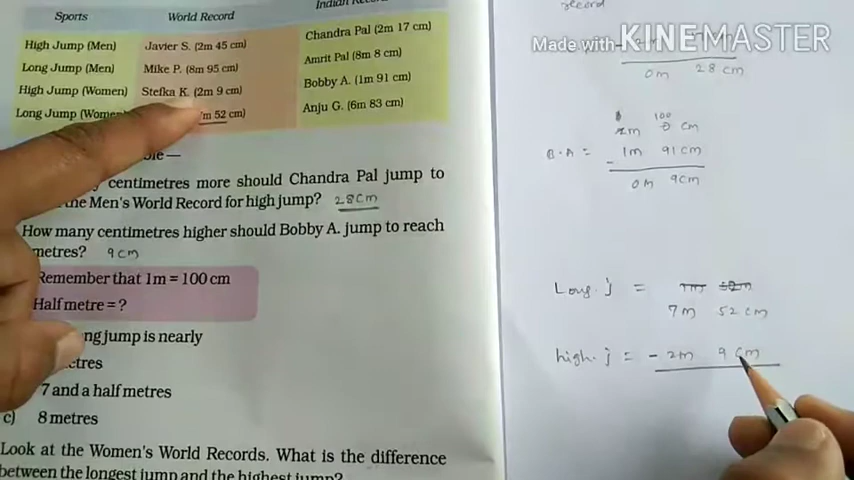 Sports World Record Indian Record
High Jump (Men) Javier S. (2m 45 cm) Chandra Pal (2m 17 cm)
Long Jump (Men) Mike P. (8m 95 cm) Amrit Pal (8m 8 cm)
High Jump (Women) Stefka K. (2m 9 cm) Bobby A. (1m 91 cm)
Long Jump (Women) m 52 cm) Anju G. (6m 83 cm)
centimetres more should Chandra Pal jump to
the Men's World Record for high jump? 28cm
How many centimetres higher should Bobby A. jump to reach
metres? 9cm
Remember that 1m = 100 cm
Half metre = ?
ong jump is nearly
etres
7 and a half metres
c) 8 metres
Look at the Women's World Records. What is the difference
between the longest jump and the highest jump?
record
Made with KINEMASTER
0m 28 cm
100
2m 0 cm
B.A = - 1m 91cm
0m 9cm
Long. j =
7m 52 cm
high. j = - 2m 9 cm